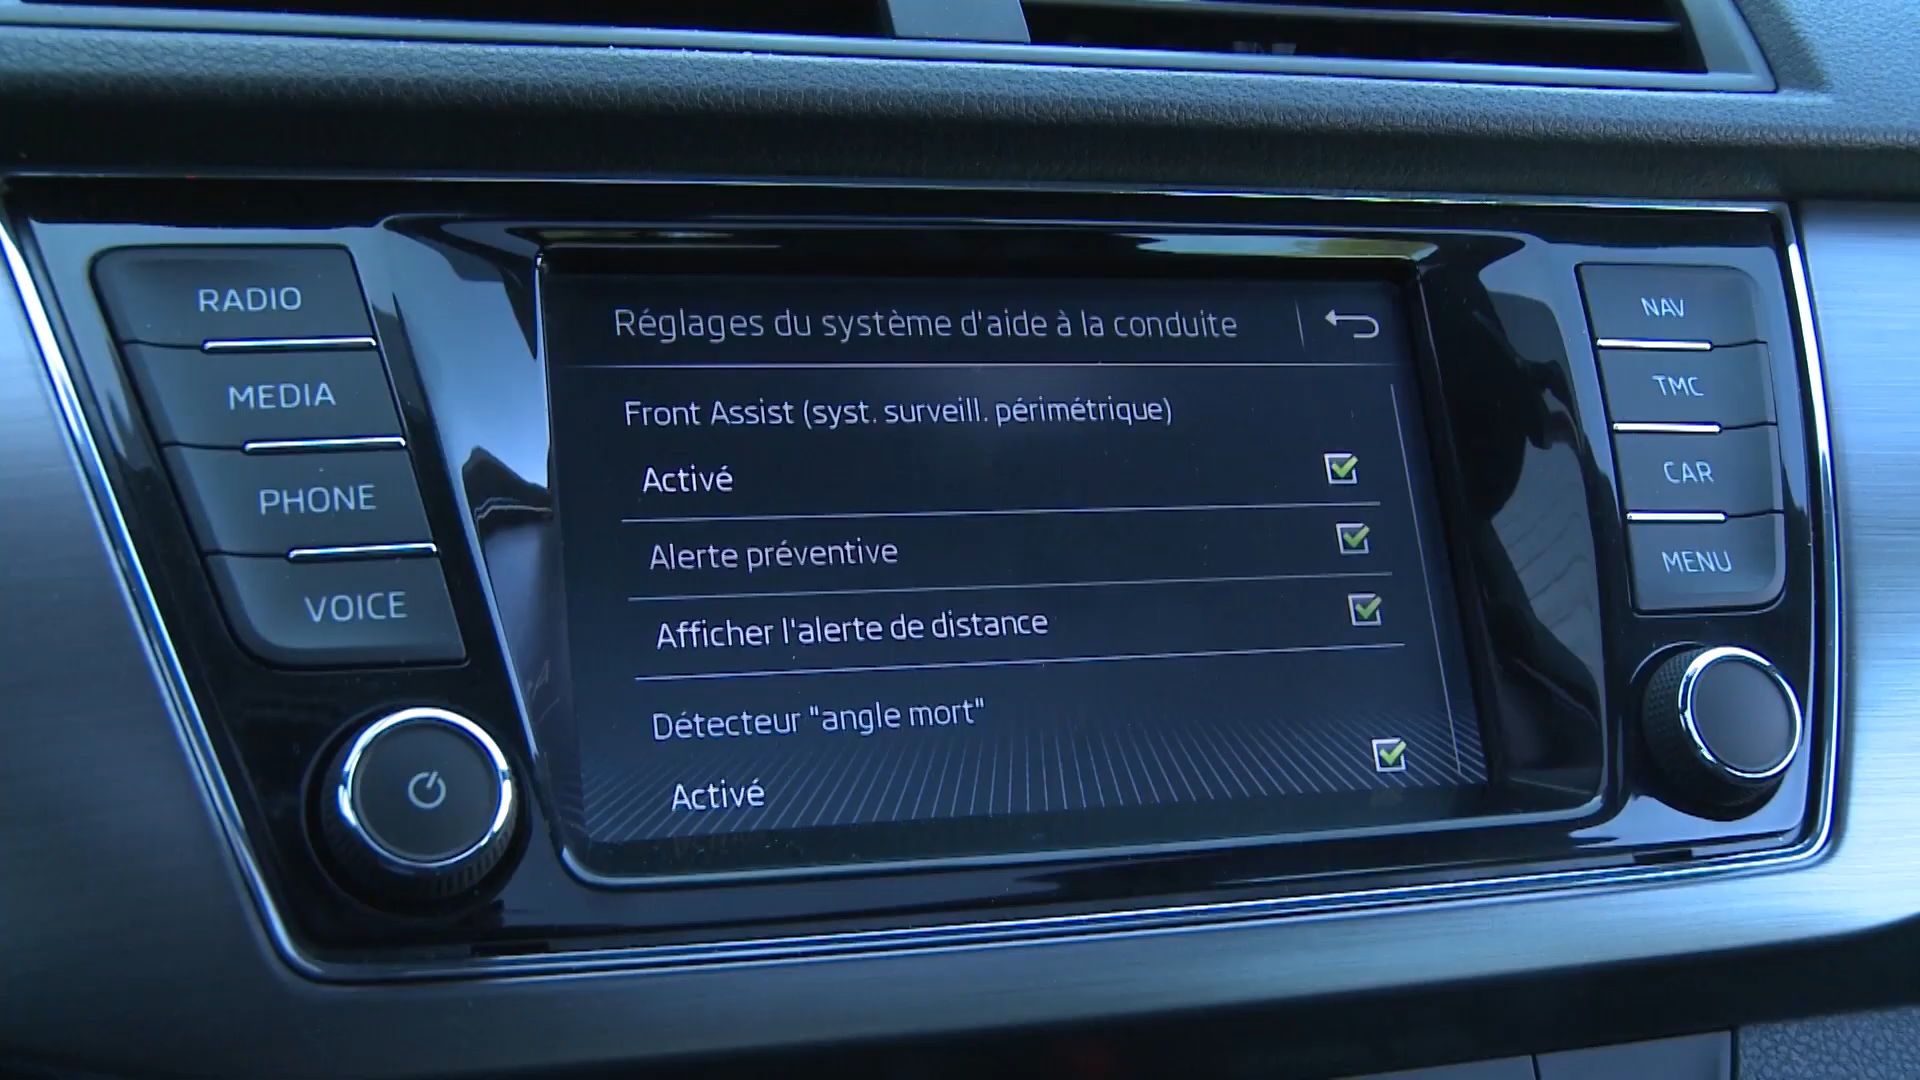 RADIO
MEDIA
PHONE
VOICE
Réglages du système d'aide à la conduite
Front Assist (syst. surveill. périmétrique)
Activé
Alerte préventive
Afficher l'alerte de distance
Détecteur "angle mort"
Activé
NAV
TMC
CAR
MENU